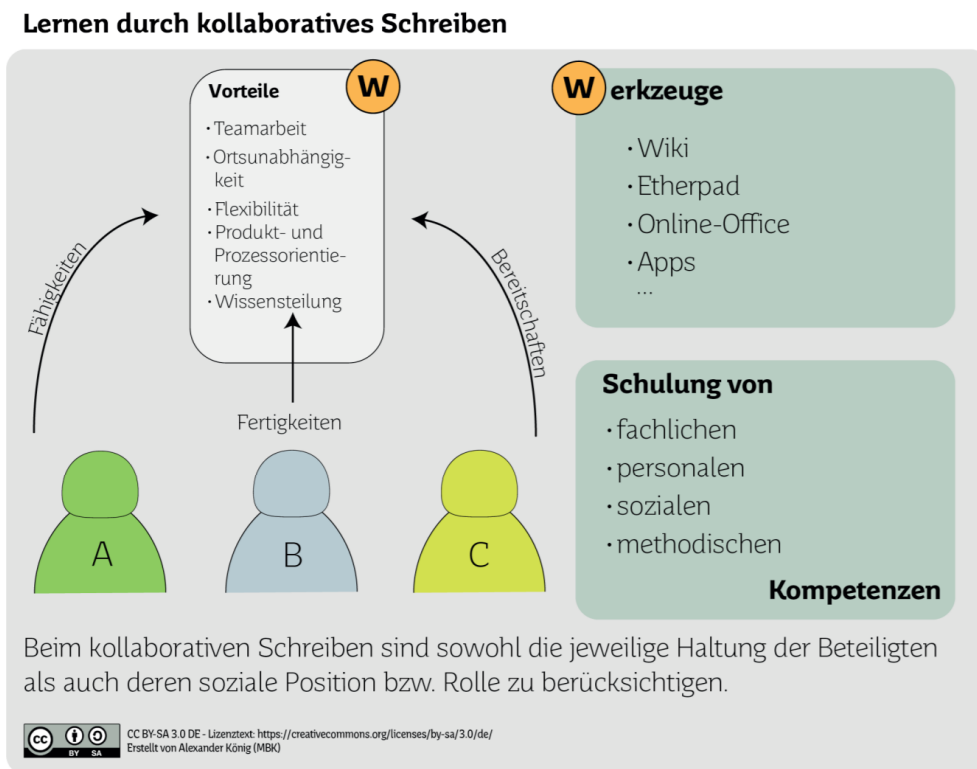 Lernen durch kollaboratives Schreiben
Vorteile
W
· Teamarbeit
· Ortsunabhängig-
keit
· Flexibilität
· Produkt- und
Prozessorientie-
rung
· Wissensteilung
Fähigkeiten
Fertigkeiten
Bereitschaften
A
B
C
W erkzeuge
· Wiki
· Etherpad
· Online-Office
· Apps
...
Schulung von
· fachlichen
· personalen
· sozialen
· methodischen
Kompetenzen
Beim kollaborativen Schreiben sind sowohl die jeweilige Haltung der Beteiligten
als auch deren soziale Position bzw. Rolle zu berücksichtigen.
cc BY SA
CC BY-SA 3.0 DE - Lizenztext: https://creativecommons.org/licenses/by-sa/3.0/de/
Erstellt von Alexander König (MBK)